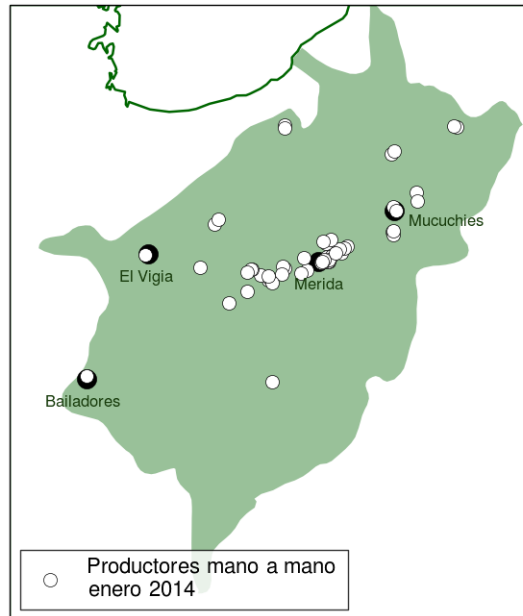 Mucuchies
El Vigia
Merida
Bailadores
Productores mano a mano
enero 2014